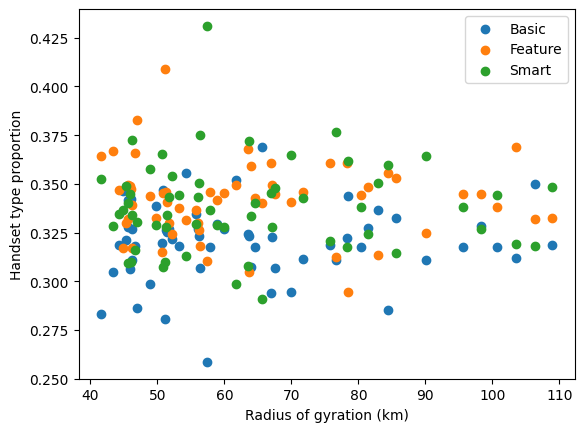 Basic
Feature
Smart
0.425
0.400
0.375
0.350
0.325
0.300
0.275
0.250
Handset type proportion
40 50 60 70 80 90 100 110
Radius of gyration (km)